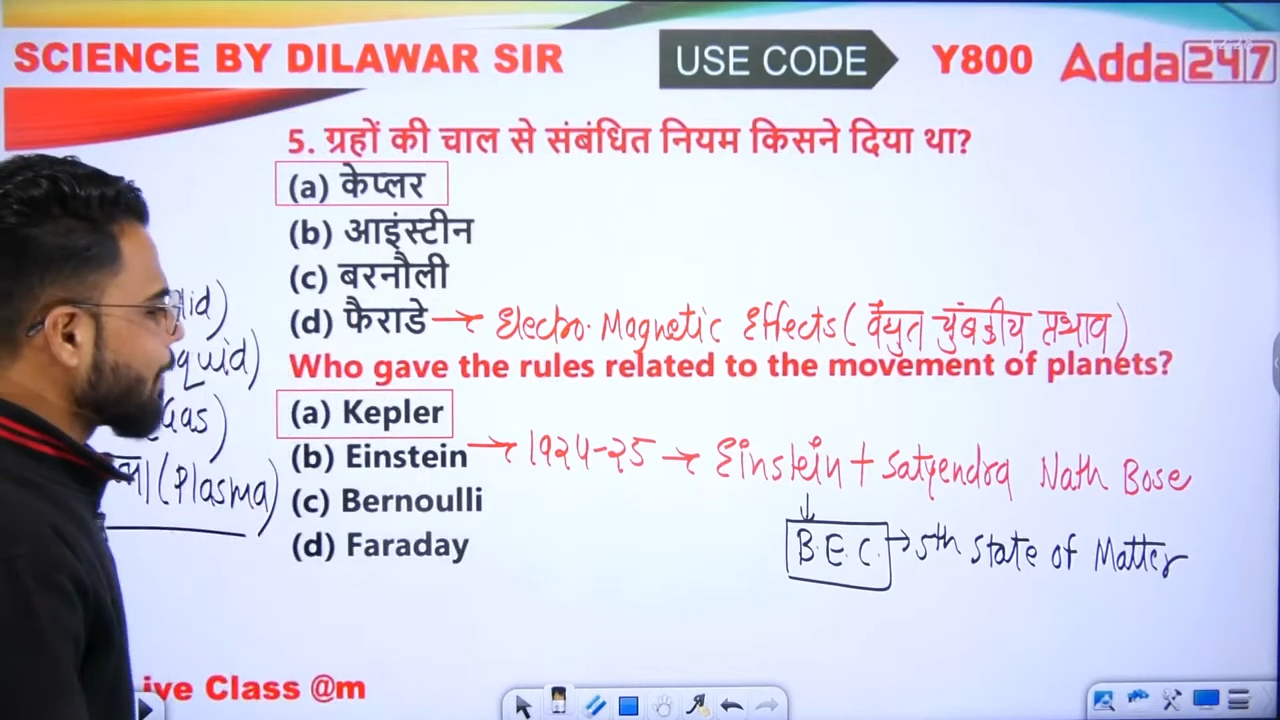 SCIENCE BY DILAWAR SIR USE CODE Y800 Adda247
5. ग्रहों की चाल से संबंधित नियम किसने दिया था?
(a) केप्लर
(b) आइंस्टीन
(c) बरनौली
(d) फैराडे → Electro. Magnetic Effects (वैद्युत चुंबकीय प्रभाव)
Who gave the rules related to the movement of planets?
(a) Kepler
(b) Einstein → 1924-25 → Einstein + Satyendra Nath Bose
(c) Bernoulli
(d) Faraday
B.E.C. → 5th State of Matter
Gas)
(Plasma)
ive Class @m